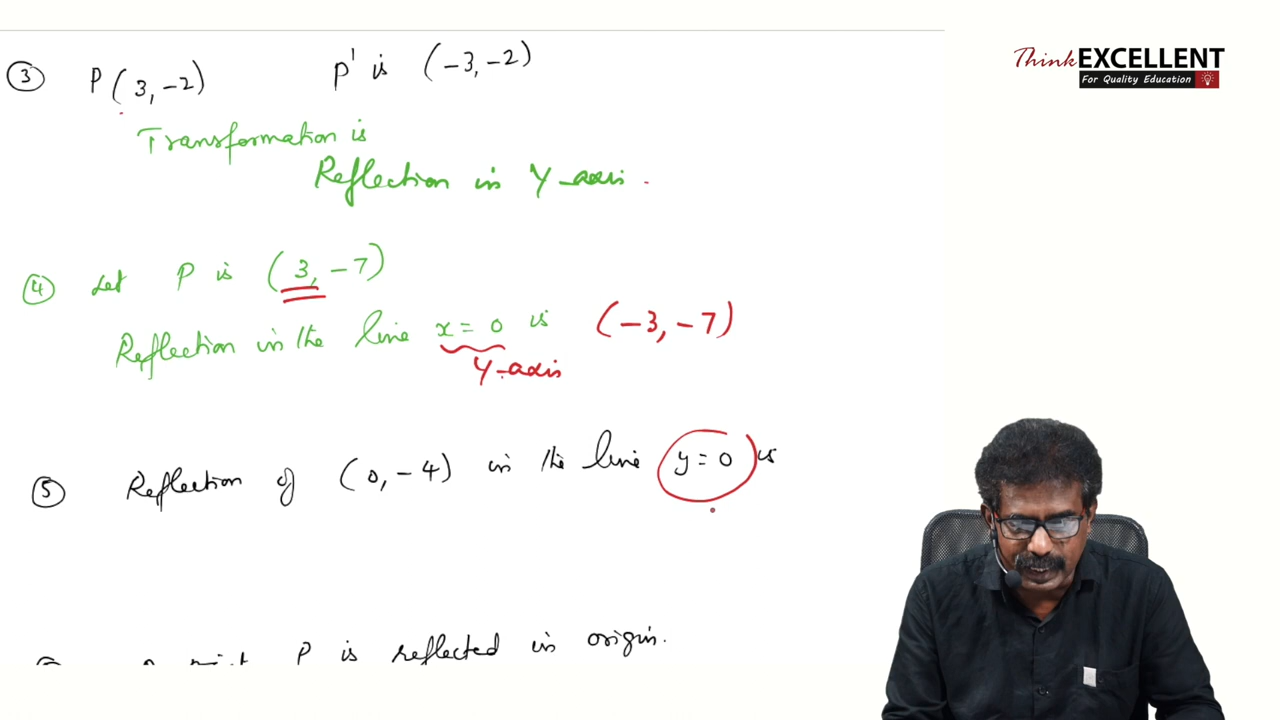 Think EXCELLENT
For Quality Education
③ P (3, -2) P' is (-3, -2)
Transformation is
Reflection in Y-axis.
④ Let P is (3, -7)
Reflection in the line x = 0 is (-3, -7)
Y-axis
⑤ Reflection of (0, -4) in the line y = 0 is
P is reflected in origin.